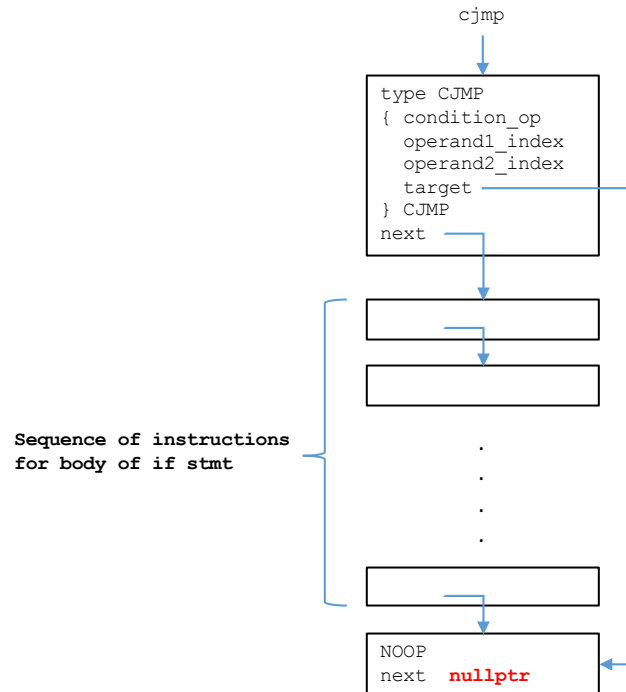 cjmp
type CJMP
{ condition_op
operand1_index
operand2_index
target
} CJMP
next
Sequence of instructions
for body of if stmt
.
.
.
.
NOOP
next nullptr